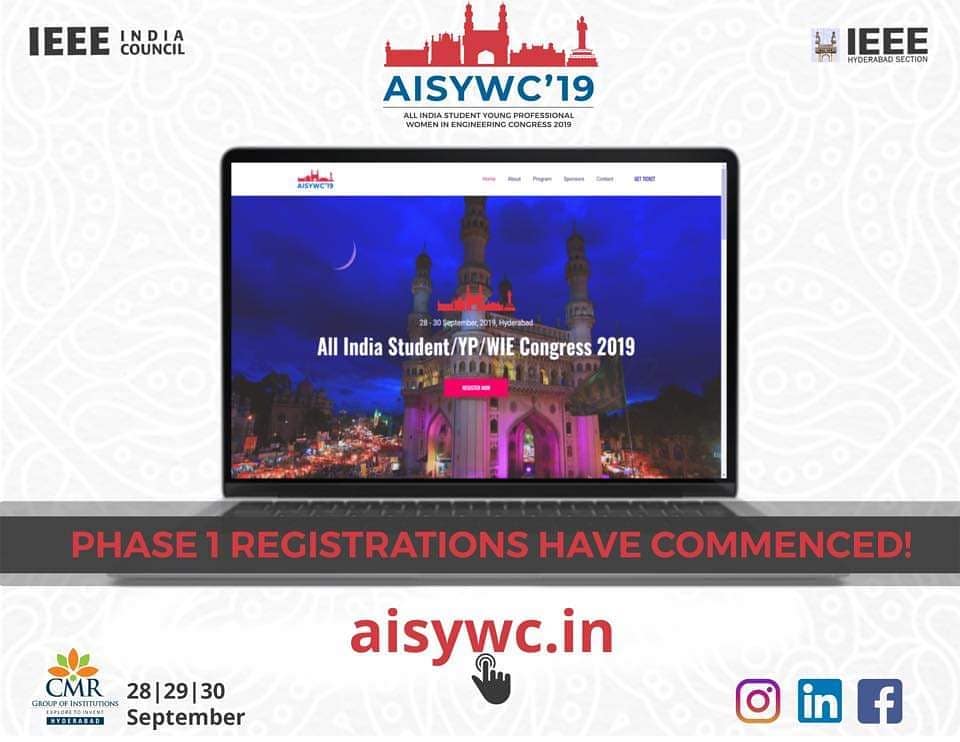 IEEE INDIA
COUNCIL
IEEE
HYDERABAD SECTION
AISYWC'19
ALL INDIA STUDENT YOUNG PROFESSIONAL
WOMEN IN ENGINEERING CONGRESS 2019
AISYWC'19
Home About Program Sponsors Contact GET TICKET
28 - 30 September, 2019, Hyderabad
All India Student/YP/WIE Congress 2019
REGISTER NOW
PHASE 1 REGISTRATIONS HAVE COMMENCED!
aisywc.in
CMR
GROUP OF INSTITUTIONS
EXPLORE TO INVENT
HYDERABAD
28|29|30
September